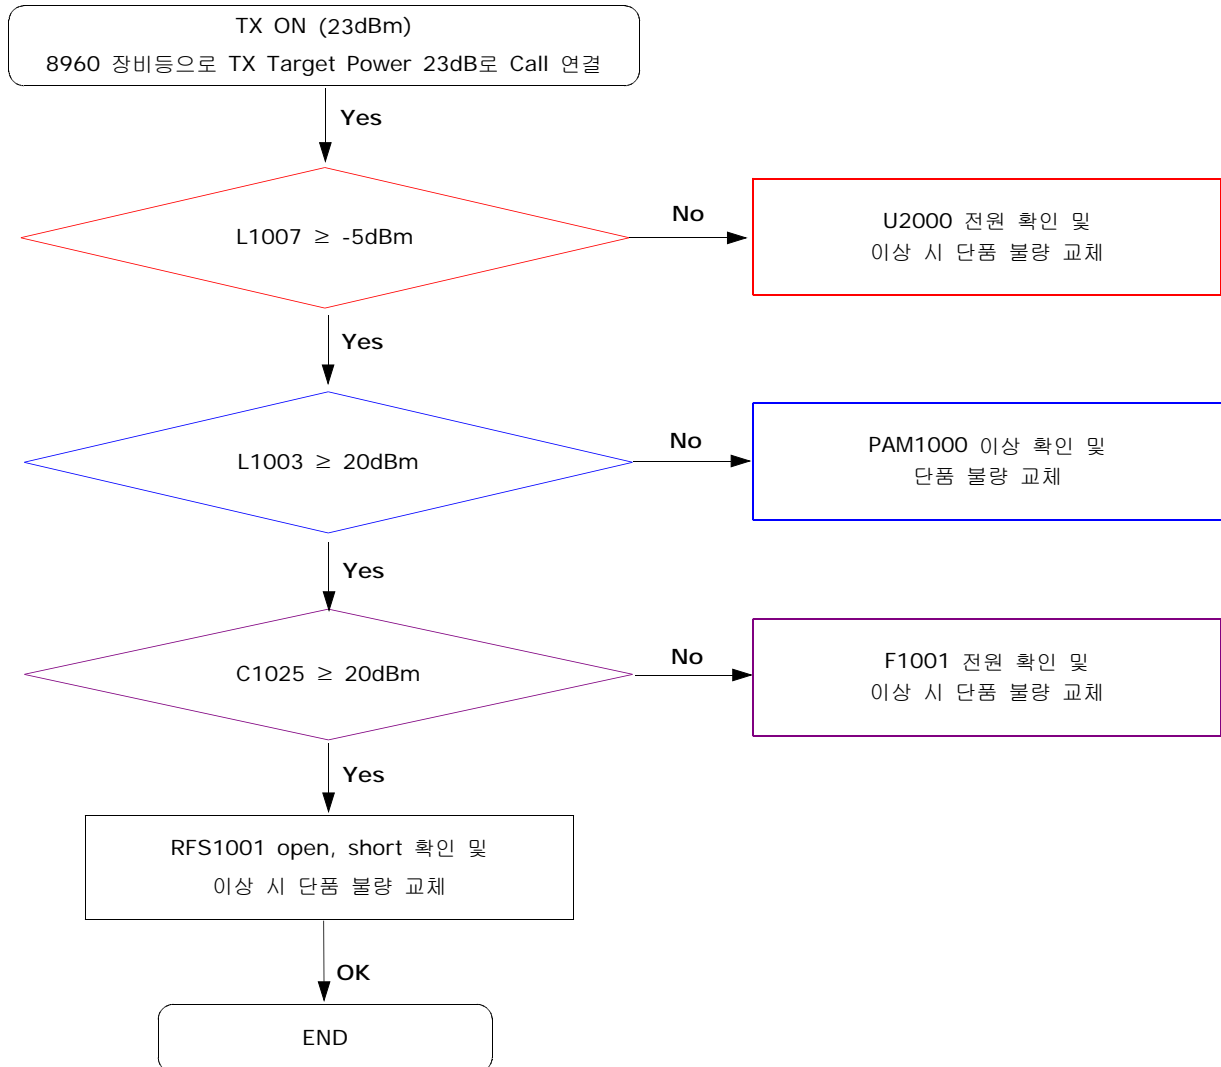 TX ON (23dBm)
8960 장비등으로 TX Target Power 23dB로 Call 연결
Yes
L1007 ≥ -5dBm
No
U2000 전원 확인 및
이상 시 단품 불량 교체
Yes
L1003 ≥ 20dBm
No
PAM1000 이상 확인 및
단품 불량 교체
Yes
C1025 ≥ 20dBm
No
F1001 전원 확인 및
이상 시 단품 불량 교체
Yes
RFS1001 open, short 확인 및
이상 시 단품 불량 교체
OK
END